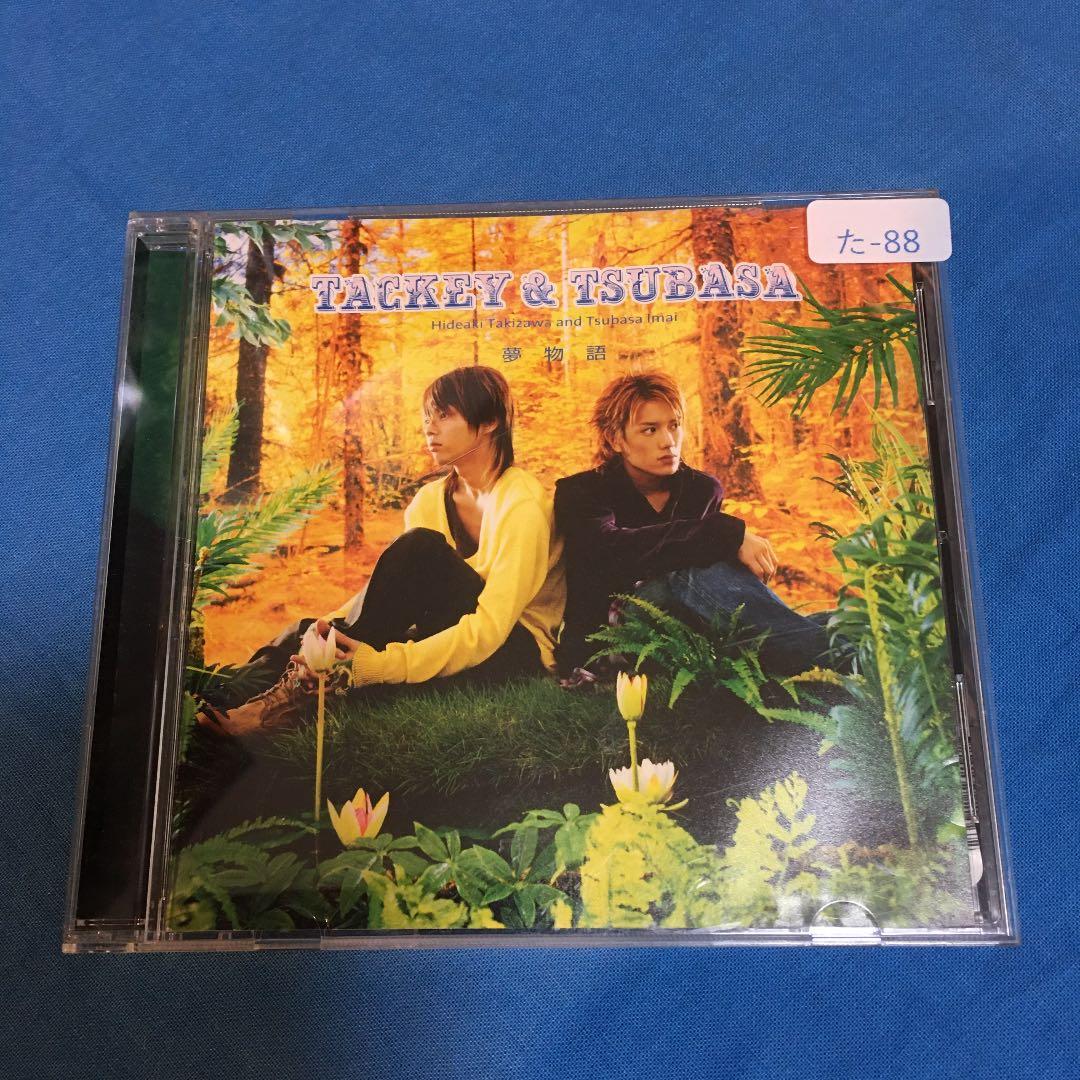 た-88
TACKEY & TSUBASA
Hideaki Takizawa and Tsubasa Imai
夢物語